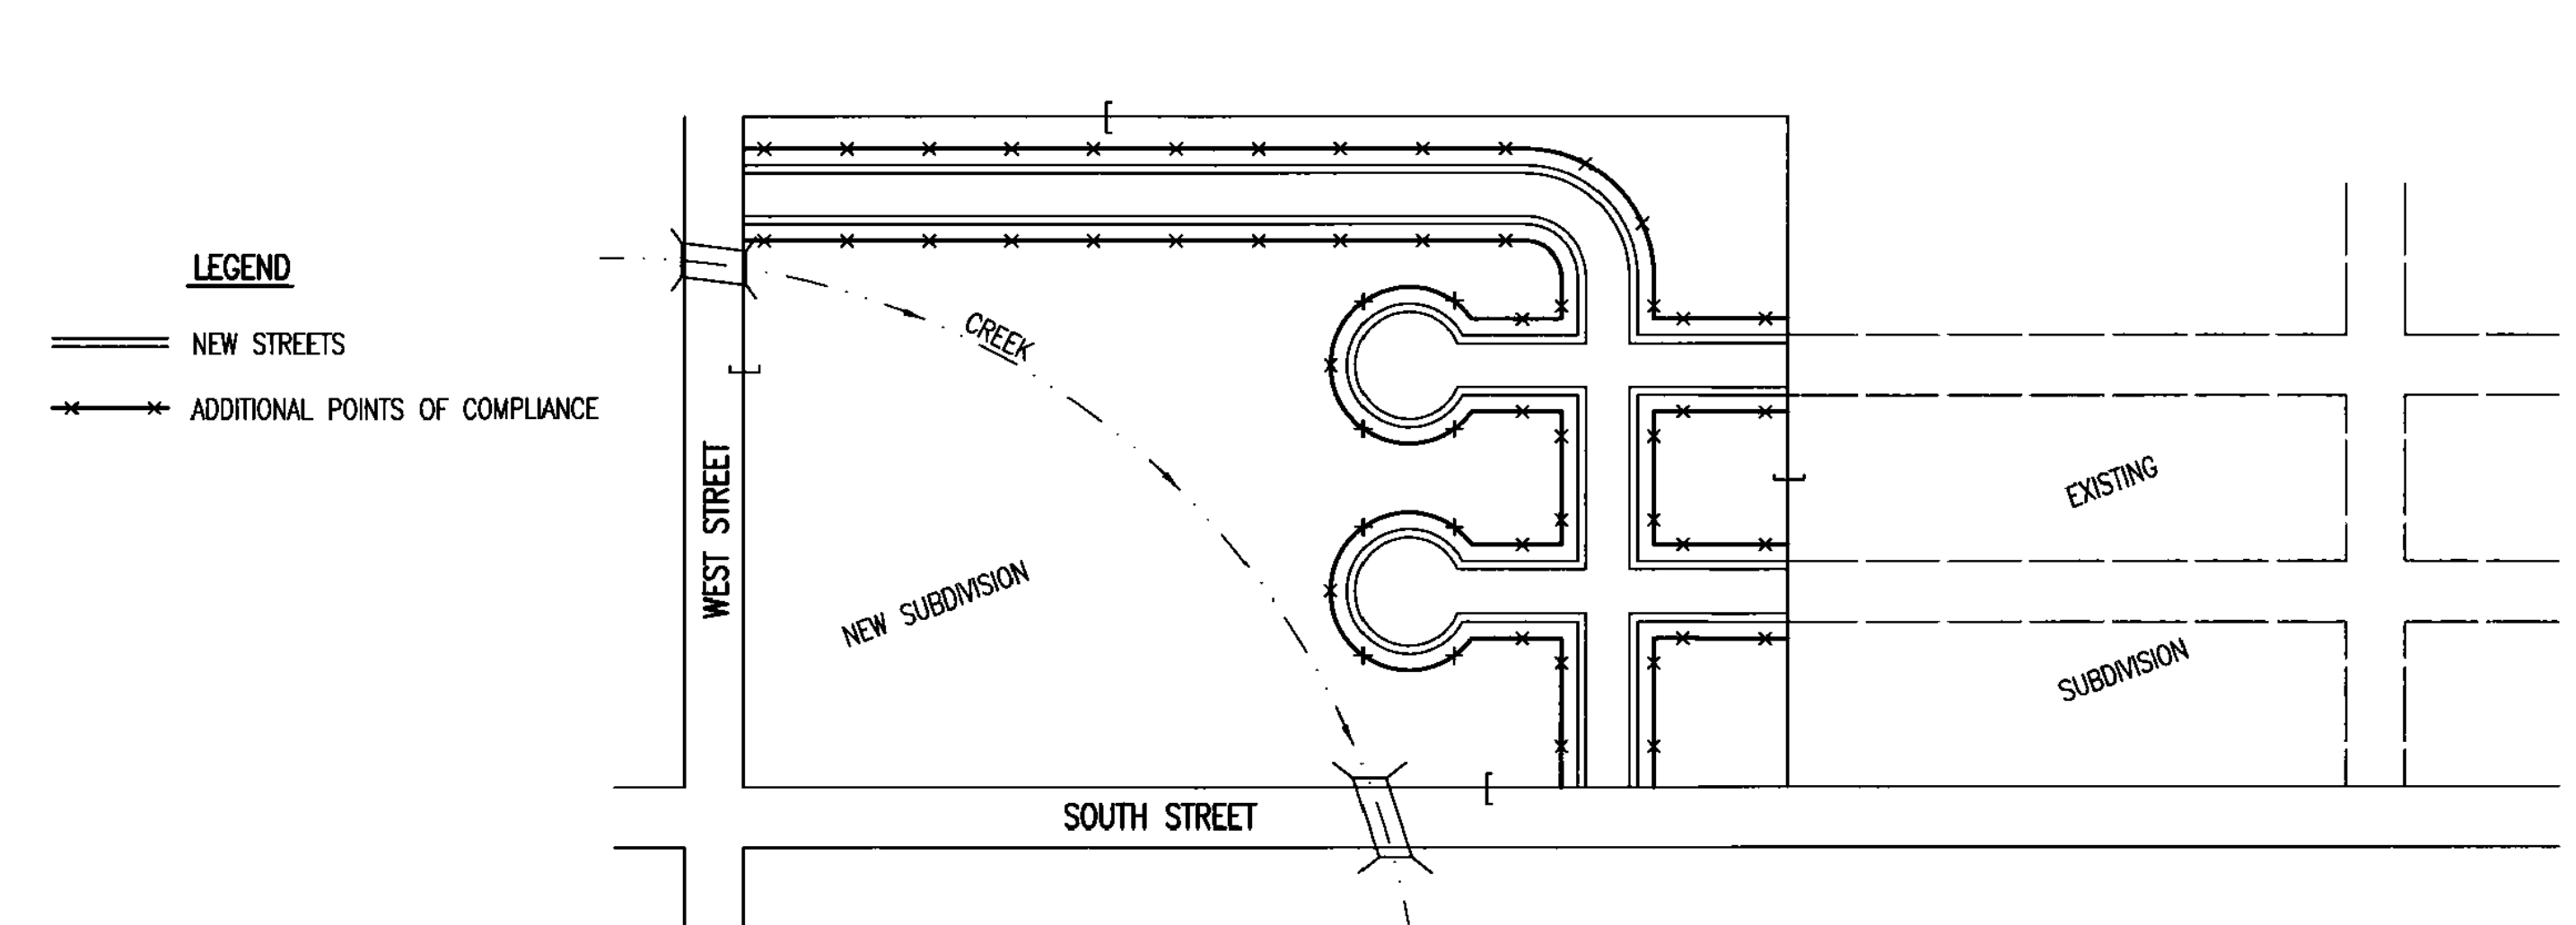 LEGEND
NEW STREETS
ADDITIONAL POINTS OF COMPLIANCE
CREEK
WEST STREET
NEW SUBDIVISION
SOUTH STREET
EXISTING
SUBDIVISION